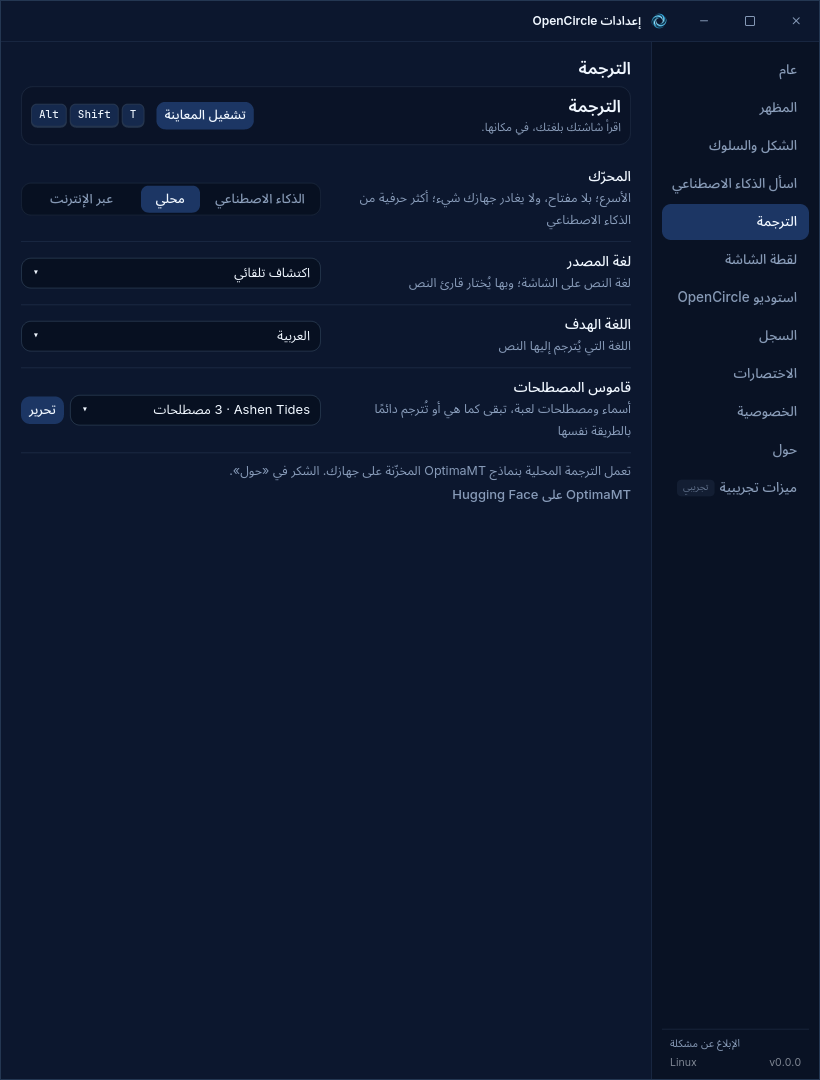 إعدادات OpenCircle
عام
المظهر
الشكل والسلوك
اسأل الذكاء الاصطناعي
الترجمة
لقطة الشاشة
استوديو OpenCircle
السجل
الاختصارات
الخصوصية
حول
ميزات تجريبية تجريبي
الإبلاغ عن مشكلة
v0.0.0 Linux
الترجمة
الترجمة
اقرأ شاشتك بلغتك، في مكانها.
تشغيل المعاينة
Alt Shift T
المحرّك
الأسرع؛ بلا مفتاح، ولا يغادر جهازك شيء؛ أكثر حرفية من
الذكاء الاصطناعي
الذكاء الاصطناعي محلي عبر الإنترنت
لغة المصدر
لغة النص على الشاشة؛ وبها يُختار قارئ النص
اكتشاف تلقائي
اللغة الهدف
اللغة التي يُترجم إليها النص
العربية
قاموس المصطلحات
أسماء ومصطلحات لعبة، تبقى كما هي أو تُترجم دائمًا
بالطريقة نفسها
Ashen Tides · 3 مصطلحات
تحرير
تعمل الترجمة المحلية بنماذج OptimaMT المخزّنة على جهازك. الشكر في «حول».
OptimaMT على Hugging Face